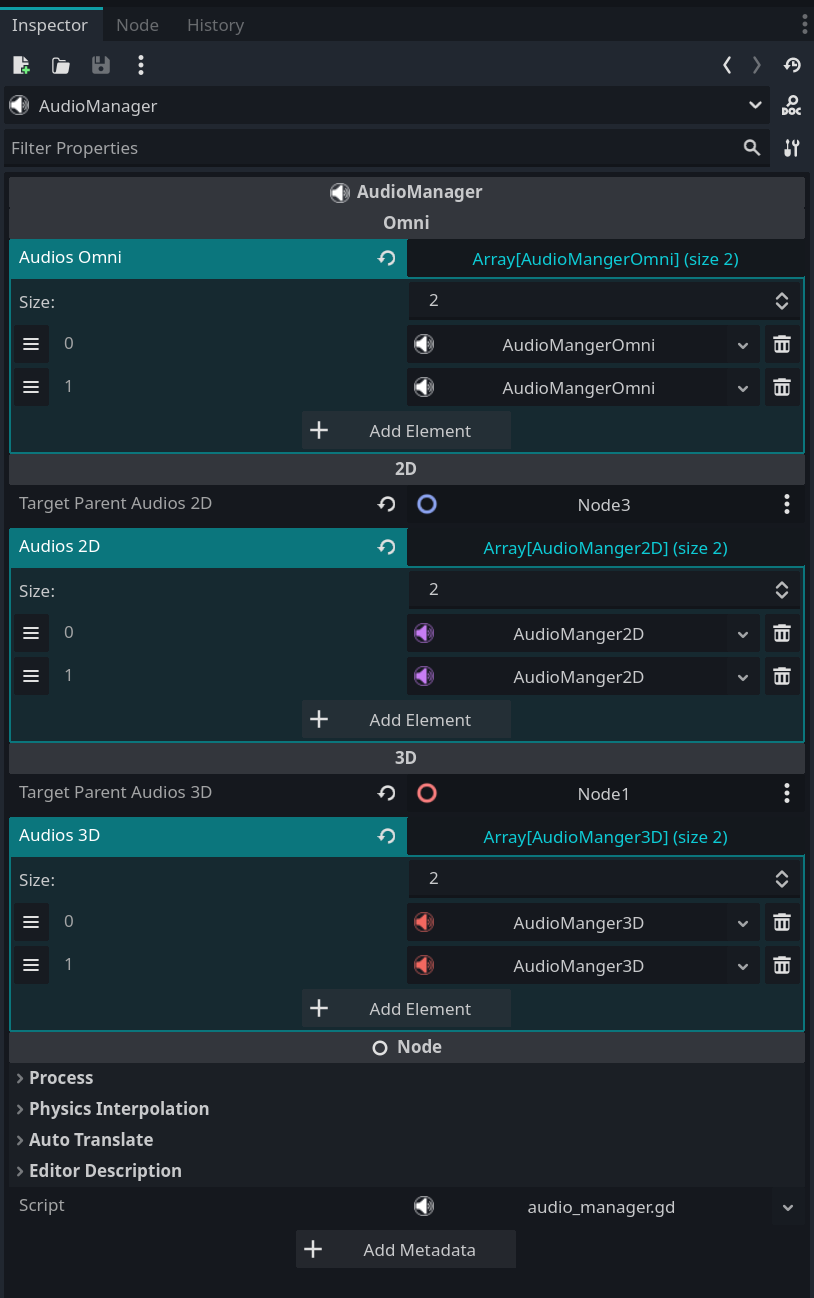 Inspector Node History
AudioManager
DOC
Filter Properties
AudioManager
Omni
Audios Omni Array[AudioMangerOmni] (size 2)
Size: 2
0 AudioMangerOmni
1 AudioMangerOmni
Add Element
2D
Target Parent Audios 2D Node3
Audios 2D Array[AudioManger2D] (size 2)
Size: 2
0 AudioManger2D
1 AudioManger2D
Add Element
3D
Target Parent Audios 3D Node1
Audios 3D Array[AudioManger3D] (size 2)
Size: 2
0 AudioManger3D
1 AudioManger3D
Add Element
Node
Process
Physics Interpolation
Auto Translate
Editor Description
Script audio_manager.gd
Add Metadata